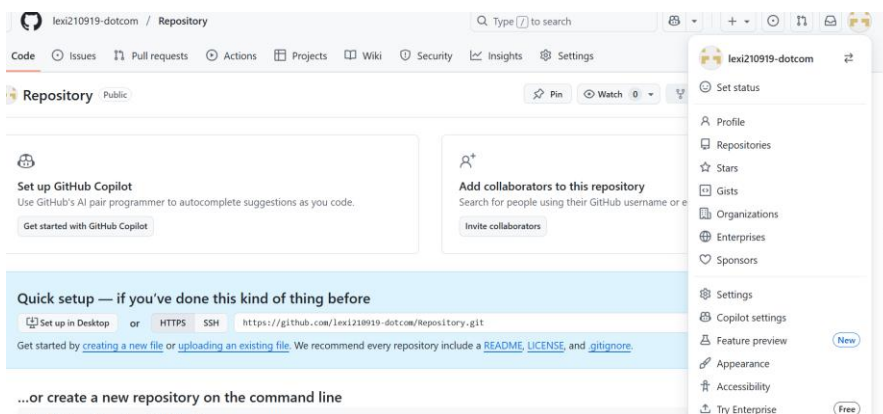 lexi210919-dotcom / Repository
Type / to search
Code Issues Pull requests Actions Projects Wiki Security Insights Settings
Repository Public
Pin Watch 0
Set up GitHub Copilot
Use GitHub's AI pair programmer to autocomplete suggestions as you code.
Get started with GitHub Copilot
Add collaborators to this repository
Search for people using their GitHub username or e
Invite collaborators
Quick setup — if you've done this kind of thing before
Set up in Desktop or HTTPS SSH https://github.com/lexi210919-dotcom/Repository.git
Get started by creating a new file or uploading an existing file. We recommend every repository include a README, LICENSE, and .gitignore.
...or create a new repository on the command line
lexi210919-dotcom
Set status
Profile
Repositories
Stars
Gists
Organizations
Enterprises
Sponsors
Settings
Copilot settings
Feature preview New
Appearance
Accessibility
Try Enterprise Free